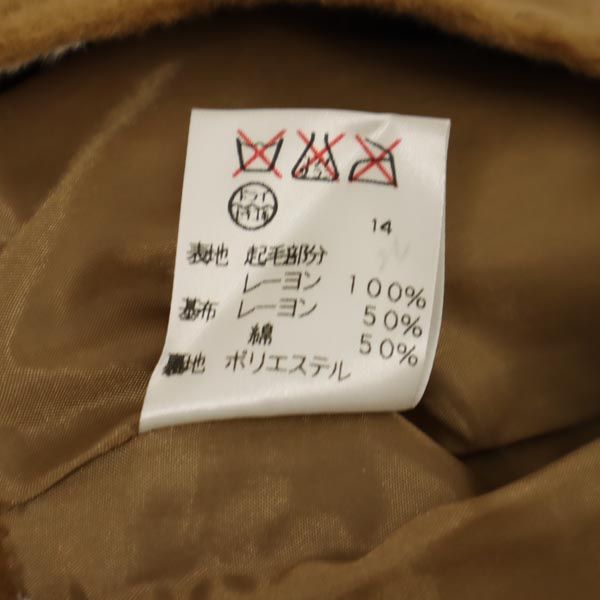 14
表地 起毛部分
レーヨン 100%
基布 レーヨン 50%
綿 50%
裏地 ポリエステル